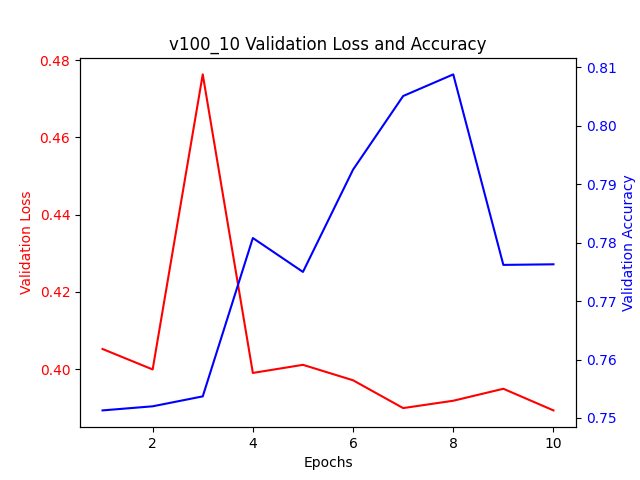 v100_10 Validation Loss and Accuracy
0.48
0.46
0.44
0.42
0.40
Validation Loss
0.81
0.80
0.79
0.78
0.77
0.76
0.75
Validation Accuracy
2 4 6 8 10
Epochs